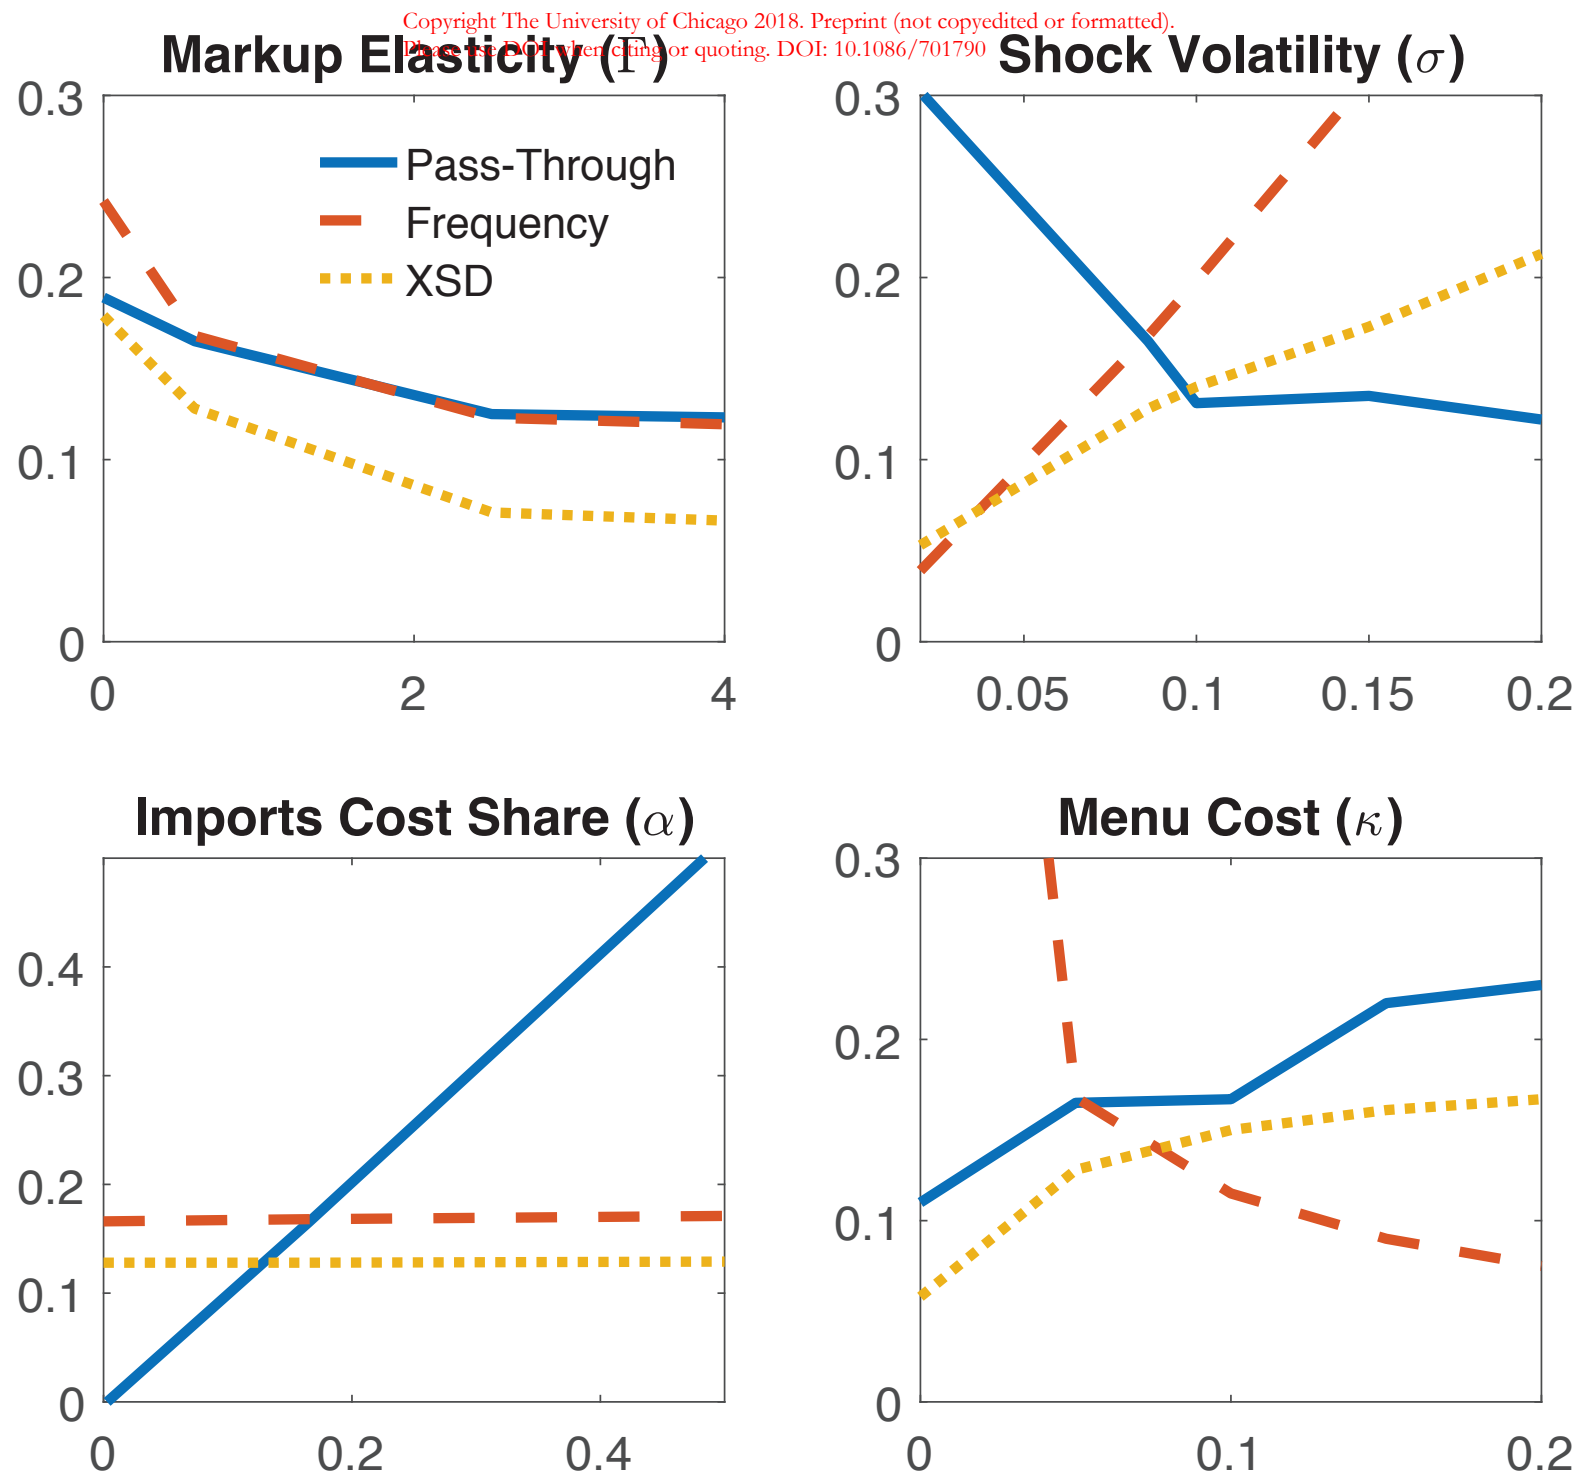 Copyright The University of Chicago 2018. Preprint (not copyedited or formatted).
Please use DOI when citing or quoting. DOI: 10.1086/701790
Markup Elasticity (Γ)
0.3
0.2
0.1
0
0 2 4
Pass-Through
Frequency
XSD
Shock Volatility (σ)
0.3
0.2
0.1
0
0.05 0.1 0.15 0.2
Imports Cost Share (α)
0.4
0.3
0.2
0.1
0
0 0.2 0.4
Menu Cost (κ)
0.3
0.2
0.1
0
0 0.1 0.2